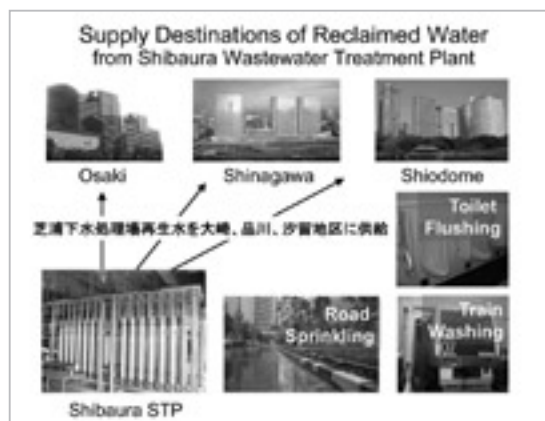 Supply Destinations of Reclaimed Water
from Shibaura Wastewater Treatment Plant
Osaki
Shinagawa
Shiodome
芝浦下水処理場再生水を大崎、品川、汐留地区に供給
Toilet
Flushing
Road
Sprinkling
Train
Washing
Shibaura STP